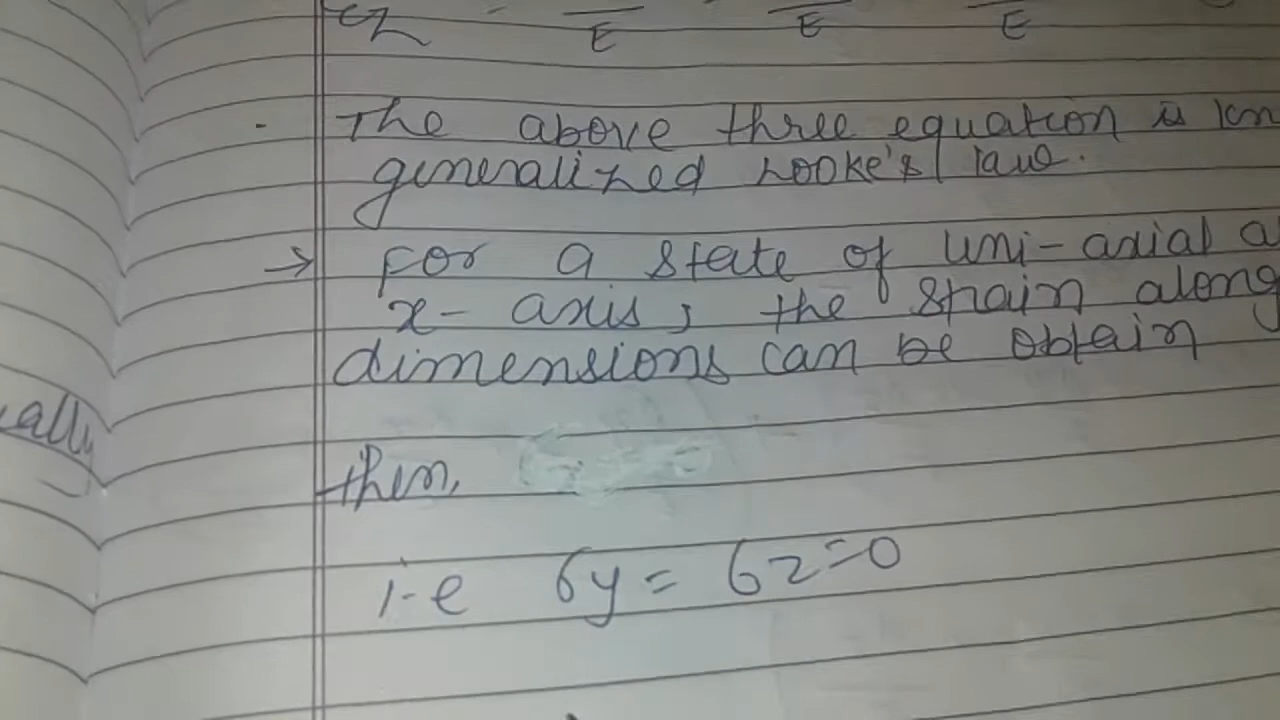 E E E
The above three equation is kn
generalized Hooke's law.
→ For a state of uni-axial a
x- axis, the strain along
dimensions can be obtain
ally
then,
i-e σy = σz=0